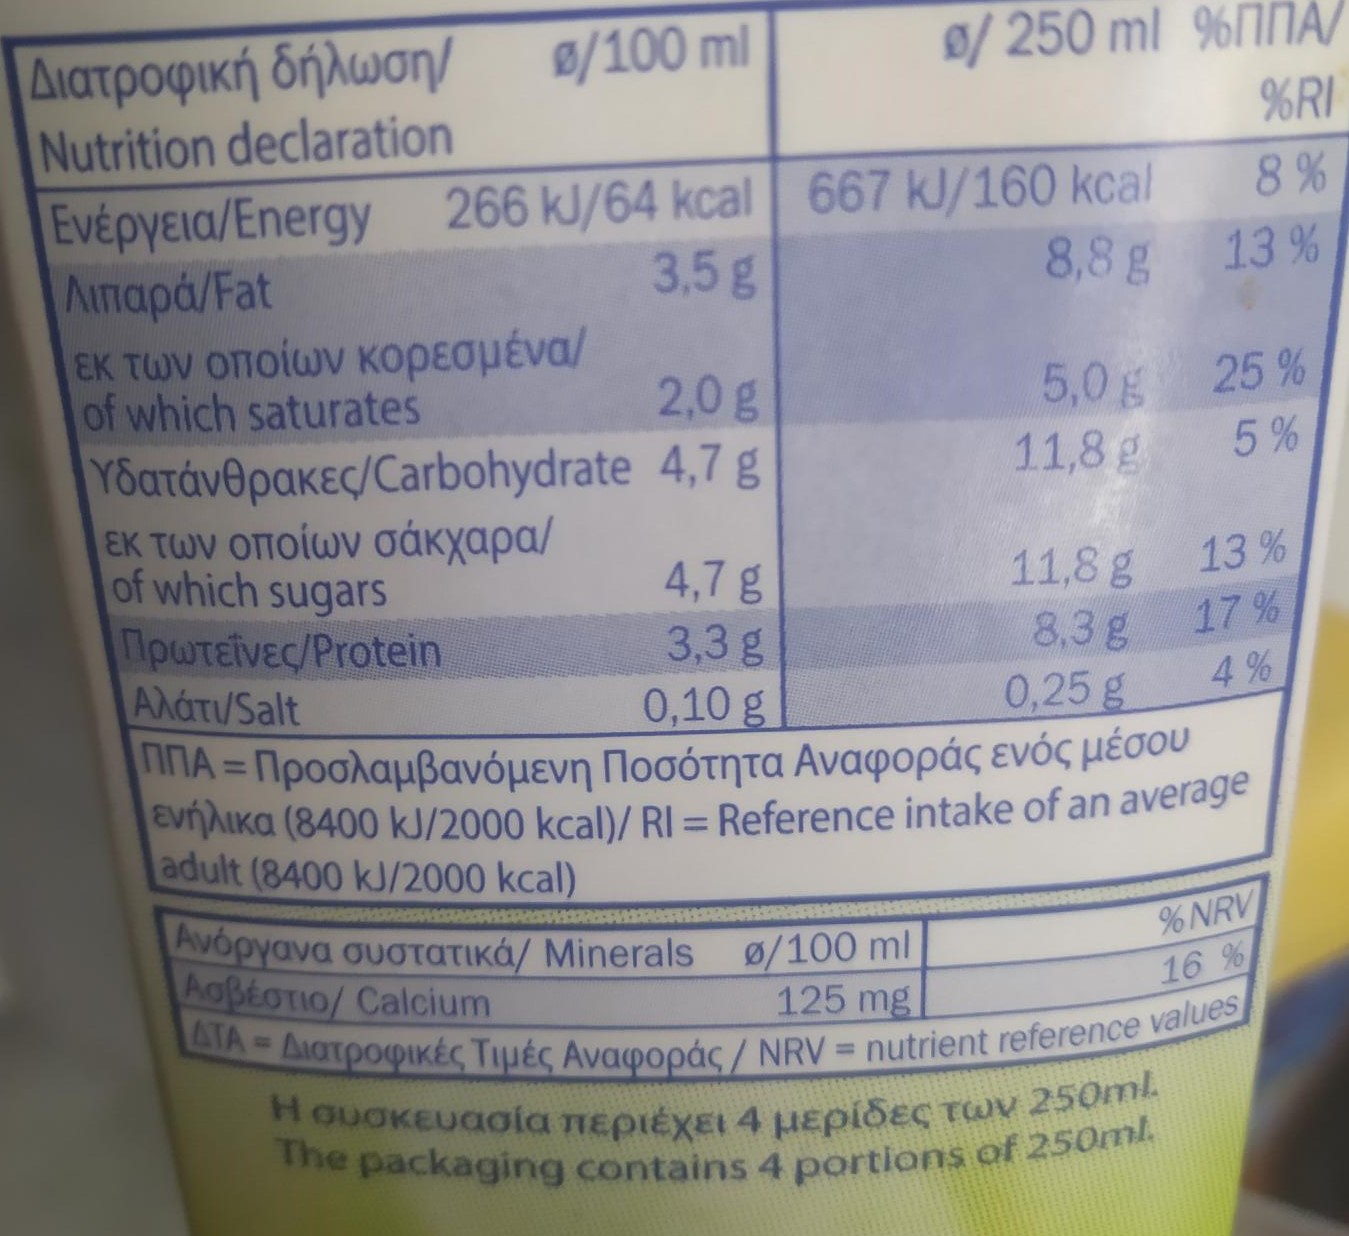 Διατροφική δήλωση/ ø/100 ml ø/ 250 ml %ΠΠΑ/
Nutrition declaration %RI
Ενέργεια/Energy 266 kJ/64 kcal 667 kJ/160 kcal 8 %
Λιπαρά/Fat 3,5 g 8,8 g 13 %
εκ των οποίων κορεσμένα/
of which saturates 2,0 g 5,0 g 25 %
Υδατάνθρακες/Carbohydrate 4,7 g 11,8 g 5 %
εκ των οποίων σάκχαρα/
of which sugars 4,7 g 11,8 g 13 %
Πρωτεΐνες/Protein 3,3 g 8,3 g 17 %
Αλάτι/Salt 0,10 g 0,25 g 4 %
ΠΠΑ = Προσλαμβανόμενη Ποσότητα Αναφοράς ενός μέσου
ενήλικα (8400 kJ/2000 kcal)/ RI = Reference intake of an average
adult (8400 kJ/2000 kcal)
Ανόργανα συστατικά/ Minerals ø/100 ml %NRV
Ασβέστιο/ Calcium 125 mg 16 %
ΔΤΑ = Διατροφικές Τιμές Αναφοράς / NRV = nutrient reference values
Η συσκευασία περιέχει 4 μερίδες των 250ml.
The packaging contains 4 portions of 250ml.